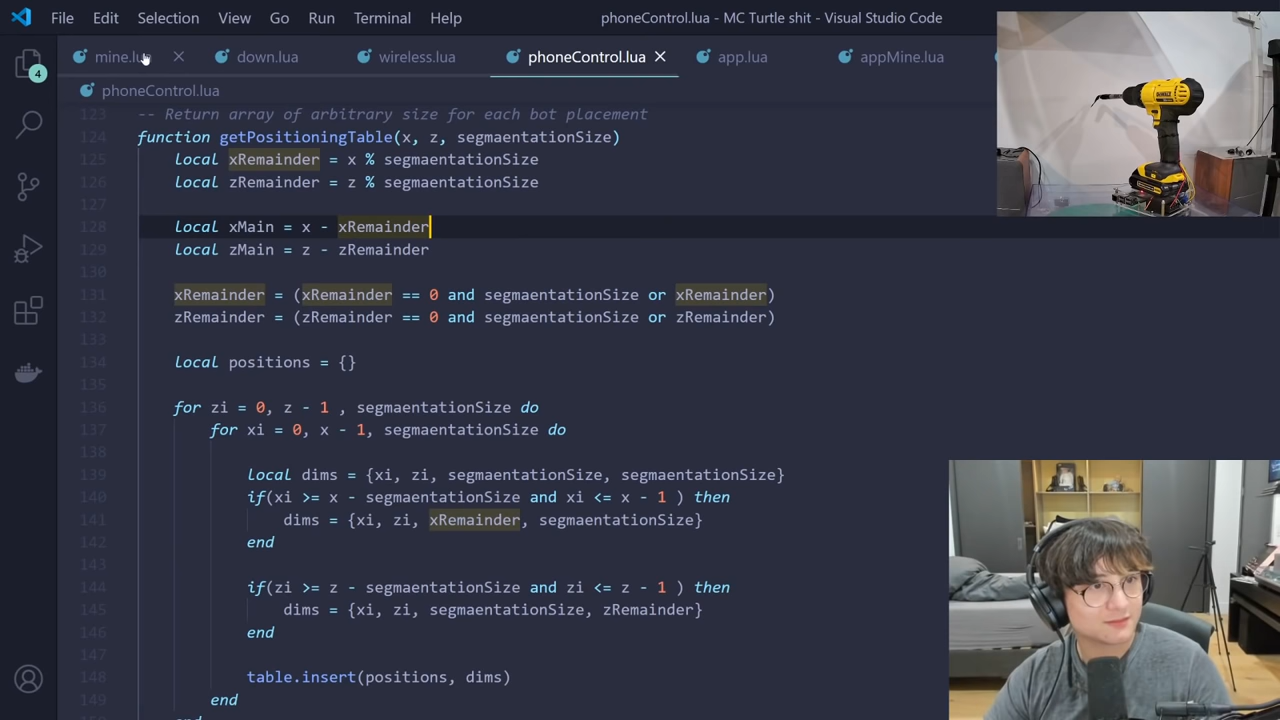 File Edit Selection View Go Run Terminal Help phoneControl.lua - MC Turtle shit - Visual Studio Code
mine.lua down.lua wireless.lua phoneControl.lua app.lua appMine.lua
4
phoneControl.lua
123 -- Return array of arbitrary size for each bot placement
124 function getPositioningTable(x, z, segmaentationSize)
125 local xRemainder = x % segmaentationSize
126 local zRemainder = z % segmaentationSize
127
128 local xMain = x - xRemainder
129 local zMain = z - zRemainder
130
131 xRemainder = (xRemainder == 0 and segmaentationSize or xRemainder)
132 zRemainder = (zRemainder == 0 and segmaentationSize or zRemainder)
133
134 local positions = {}
135
136 for zi = 0, z - 1 , segmaentationSize do
137 for xi = 0, x - 1, segmaentationSize do
138
139 local dims = {xi, zi, segmaentationSize, segmaentationSize}
140 if(xi >= x - segmaentationSize and xi <= x - 1 ) then
141 dims = {xi, zi, xRemainder, segmaentationSize}
142 end
143
144 if(zi >= z - segmaentationSize and zi <= z - 1 ) then
145 dims = {xi, zi, segmaentationSize, zRemainder}
146 end
147
148 table.insert(positions, dims)
149 end